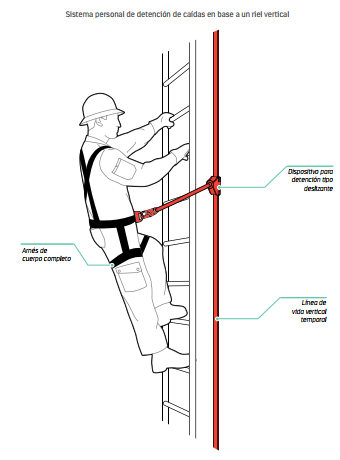 Sistema personal de detención de caídas en base a un riel vertical
Dispositivo para
detención tipo
deslizante
Arnés de
cuerpo completo
Línea de
vida vertical
temporal